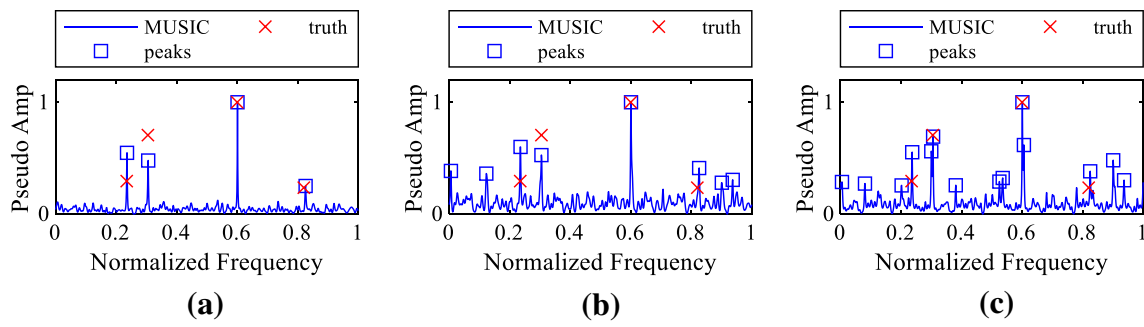 MUSIC truth
peaks
Pseudo Amp
1
0
0 0.2 0.4 0.6 0.8 1
Normalized Frequency
(a)
MUSIC truth
peaks
Pseudo Amp
1
0
0 0.2 0.4 0.6 0.8 1
Normalized Frequency
(b)
MUSIC truth
peaks
Pseudo Amp
1
0
0 0.2 0.4 0.6 0.8 1
Normalized Frequency
(c)